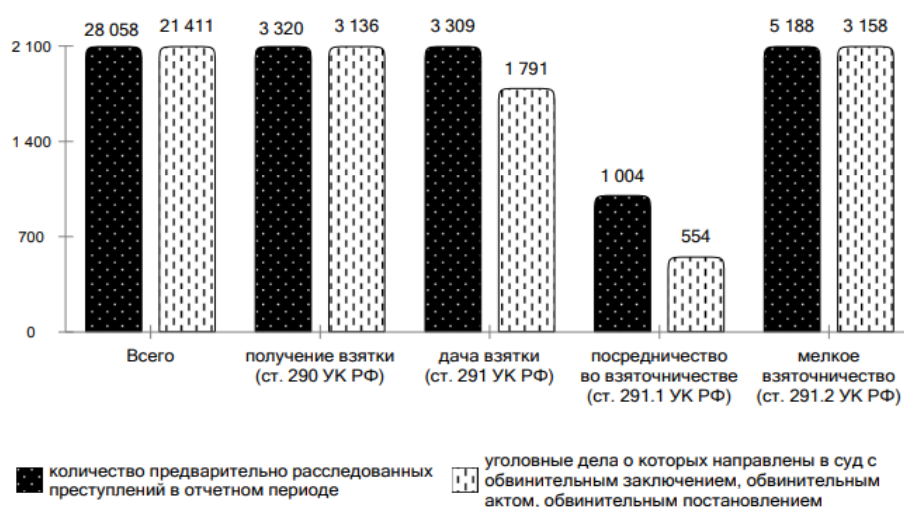 28 058 21 411 3 320 3 136 3 309 1 791 1 004 554 5 188 3 158
2 100
1 400
700
0
Всего
получение взятки
(ст. 290 УК РФ)
дача взятки
(ст. 291 УК РФ)
посредничество
во взяточничестве
(ст. 291.1 УК РФ)
мелкое
взяточничество
(ст. 291.2 УК РФ)
количество предварительно расследованных
преступлений в отчетном периоде
уголовные дела о которых направлены в суд с
обвинительным заключением, обвинительным
актом, обвинительным постановлением